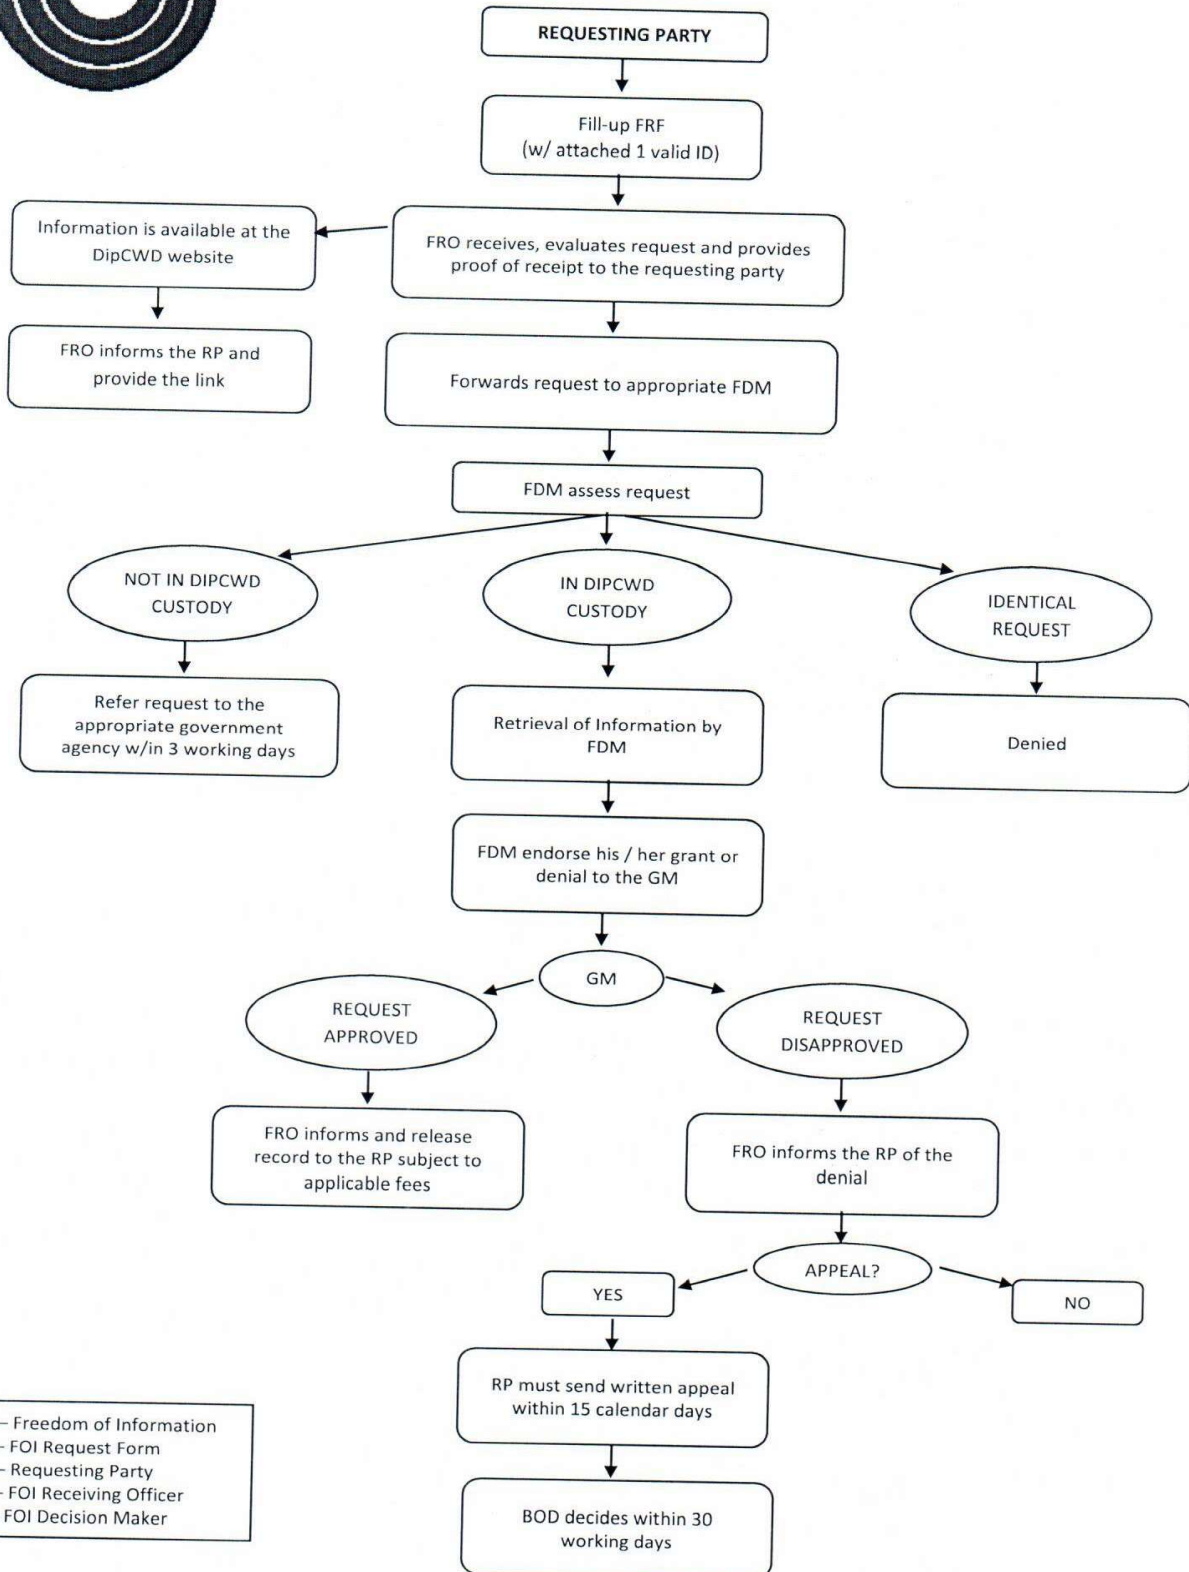 REQUESTING PARTY
Fill-up FRF
(w/ attached 1 valid ID)
Information is available at the
DipCWD website
FRO receives, evaluates request and provides
proof of receipt to the requesting party
FRO informs the RP and
provide the link
Forwards request to appropriate FDM
FDM assess request
NOT IN DIPCWD
CUSTODY
IN DIPCWD
CUSTODY
IDENTICAL
REQUEST
Refer request to the
appropriate government
agency w/in 3 working days
Retrieval of Information by
FDM
Denied
FDM endorse his / her grant or
denial to the GM
GM
REQUEST
APPROVED
REQUEST
DISAPPROVED
FRO informs and release
record to the RP subject to
applicable fees
FRO informs the RP of the
denial
APPEAL?
YES
NO
RP must send written appeal
within 15 calendar days
BOD decides within 30
working days
– Freedom of Information
– FOI Request Form
– Requesting Party
– FOI Receiving Officer
FOI Decision Maker